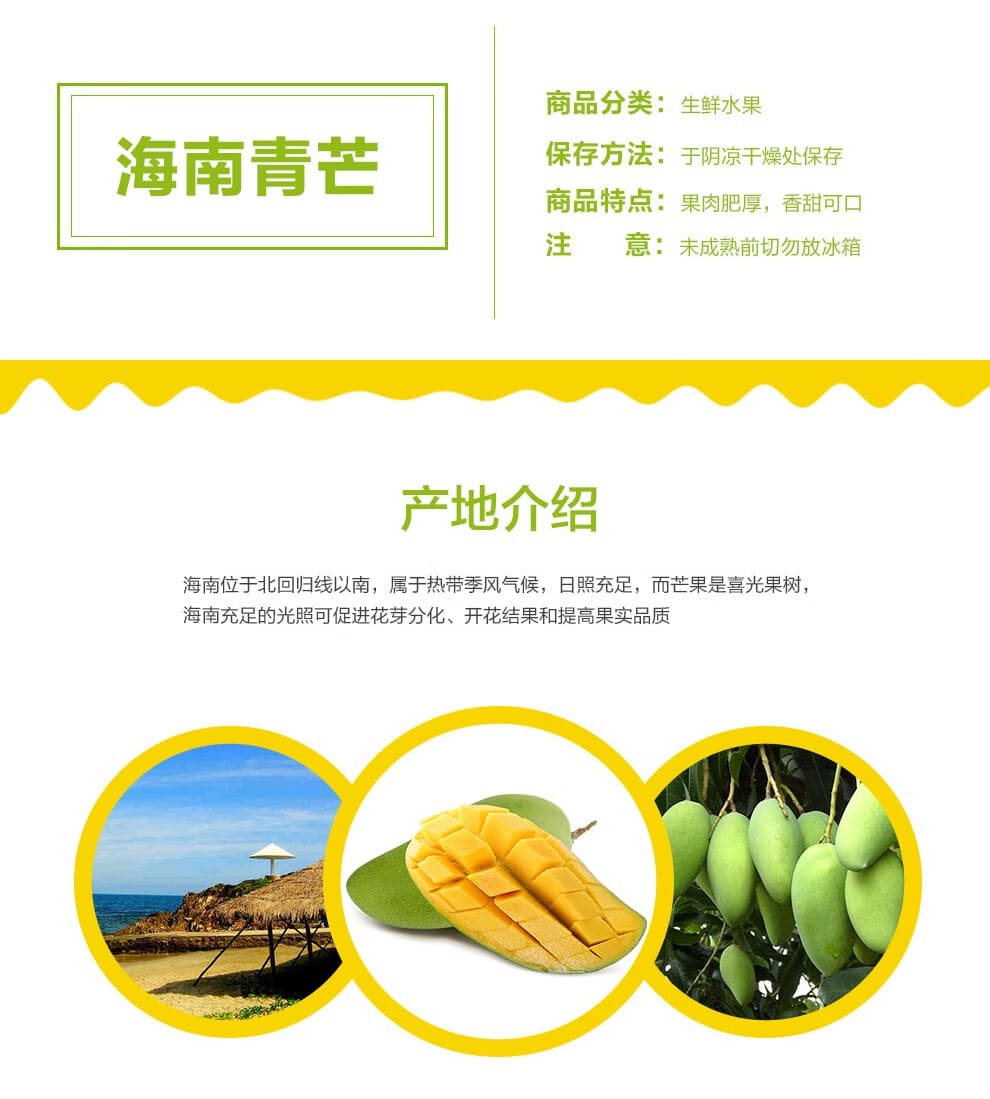 海南青芒
商品分类：生鲜水果
保存方法：于阴凉干燥处保存
商品特点：果肉肥厚，香甜可口
注 意：未成熟前切勿放冰箱
产地介绍
海南位于北回归线以南，属于热带季风气候，日照充足，而芒果是喜光果树，
海南充足的光照可促进花芽分化、开花结果和提高果实品质